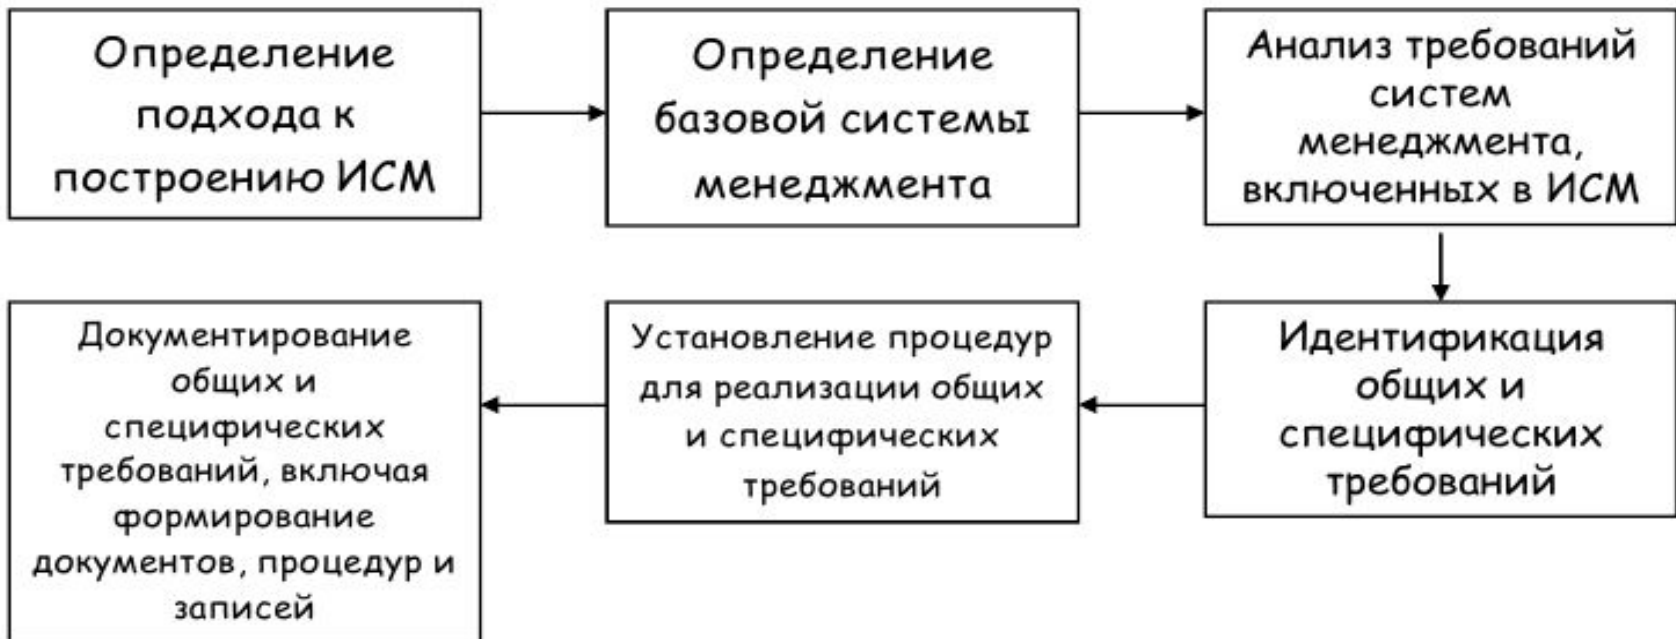 Определение
подхода к
построению ИСМ
Определение
базовой системы
менеджмента
Анализ требований
систем
менеджмента,
включенных в ИСМ
Идентификация
общих и
специфических
требований
Установление процедур
для реализации общих
и специфических
требований
Документирование
общих и
специфических
требований, включая
формирование
документов, процедур и
записей